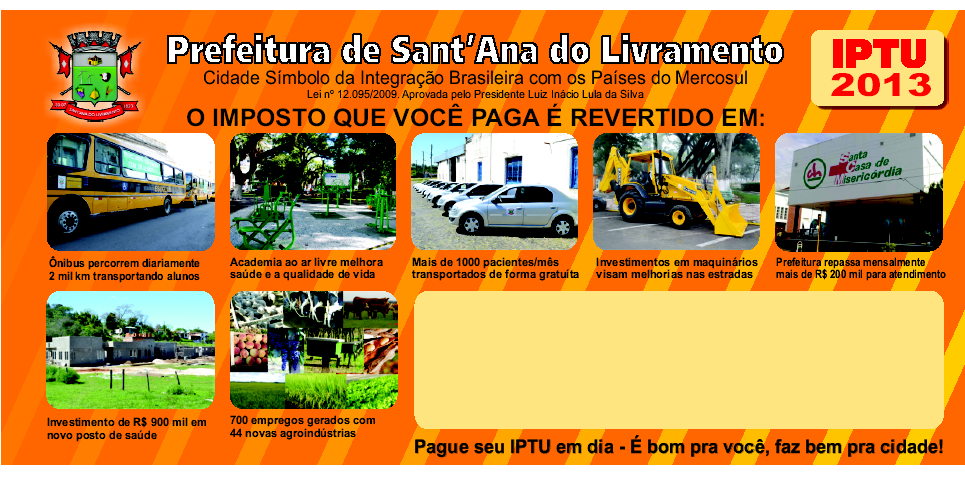 Prefeitura de Sant'Ana do Livramento
Cidade Símbolo da Integração Brasileira com os Países do Mercosul
Lei nº 12.095/2009. Aprovada pelo Presidente Luiz Inácio Lula da Silva
IPTU
2013
O IMPOSTO QUE VOCÊ PAGA É REVERTIDO EM:
Santa
Casa de
Misericórdia
Ônibus percorrem diariamente
2 mil km transportando alunos
Academia ao ar livre melhora
saúde e a qualidade de vida
Mais de 1000 pacientes/mês
transportados de forma gratuíta
Investimentos em maquinários
visam melhorias nas estradas
Prefeitura repassa mensalmente
mais de R$ 200 mil para atendimento
Investimento de R$ 900 mil em
novo posto de saúde
700 empregos gerados com
44 novas agroindústrias
Pague seu IPTU em dia - É bom pra você, faz bem pra cidade!